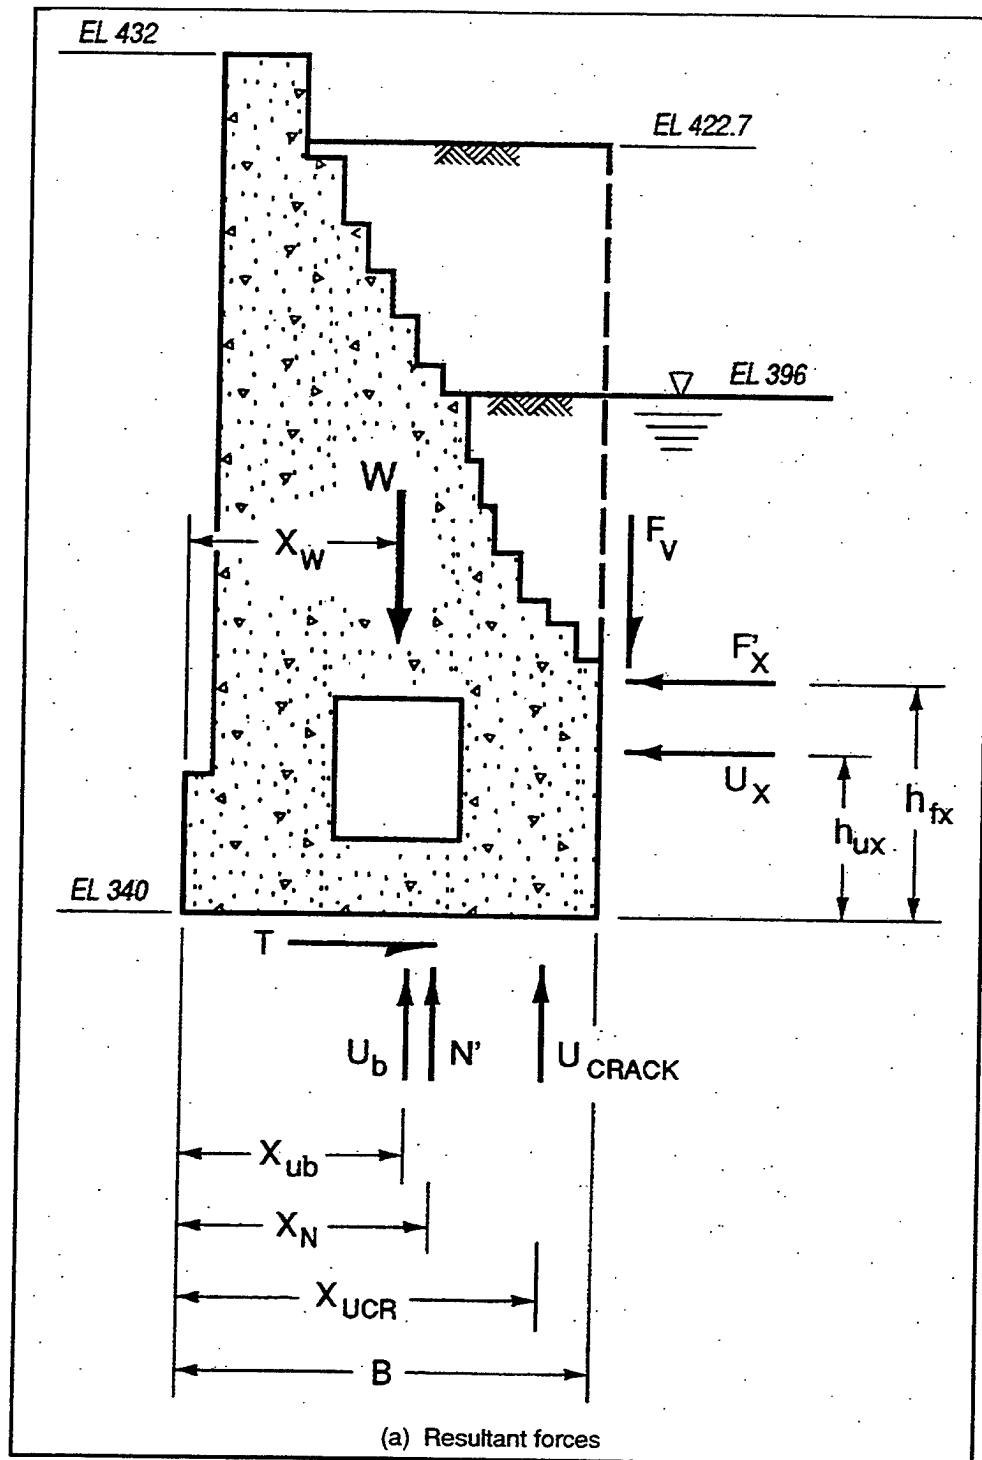 EL 432
EL 422.7
EL 396
W
X_W
F_V
F'_X
U_X
h_fx
h_ux
EL 340
T
U_b
N'
U_CRACK
X_ub
X_N
X_UCR
B
(a) Resultant forces